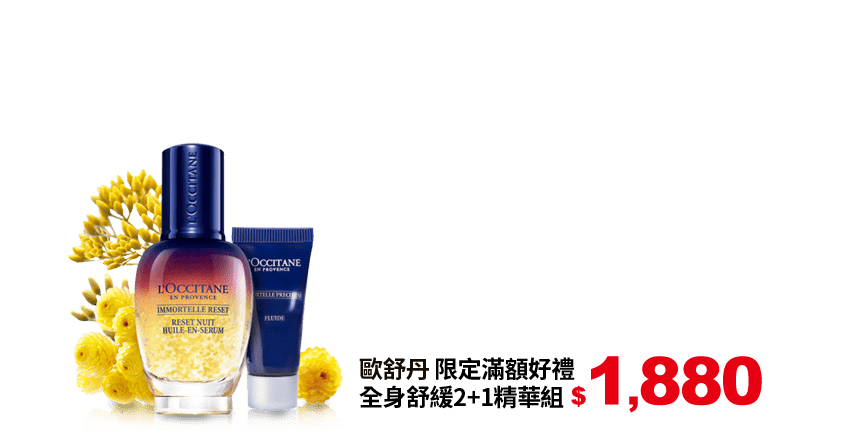 L'OCCITANE
L'OCCITANE
EN PROVENCE
IMMORTELLE RESET
RESET NUIT
HUILE-EN-SERUM
L'OCCITANE
EN PROVENCE
FLUIDE
歐舒丹 限定滿額好禮
全身舒緩2+1精華組 $1,880